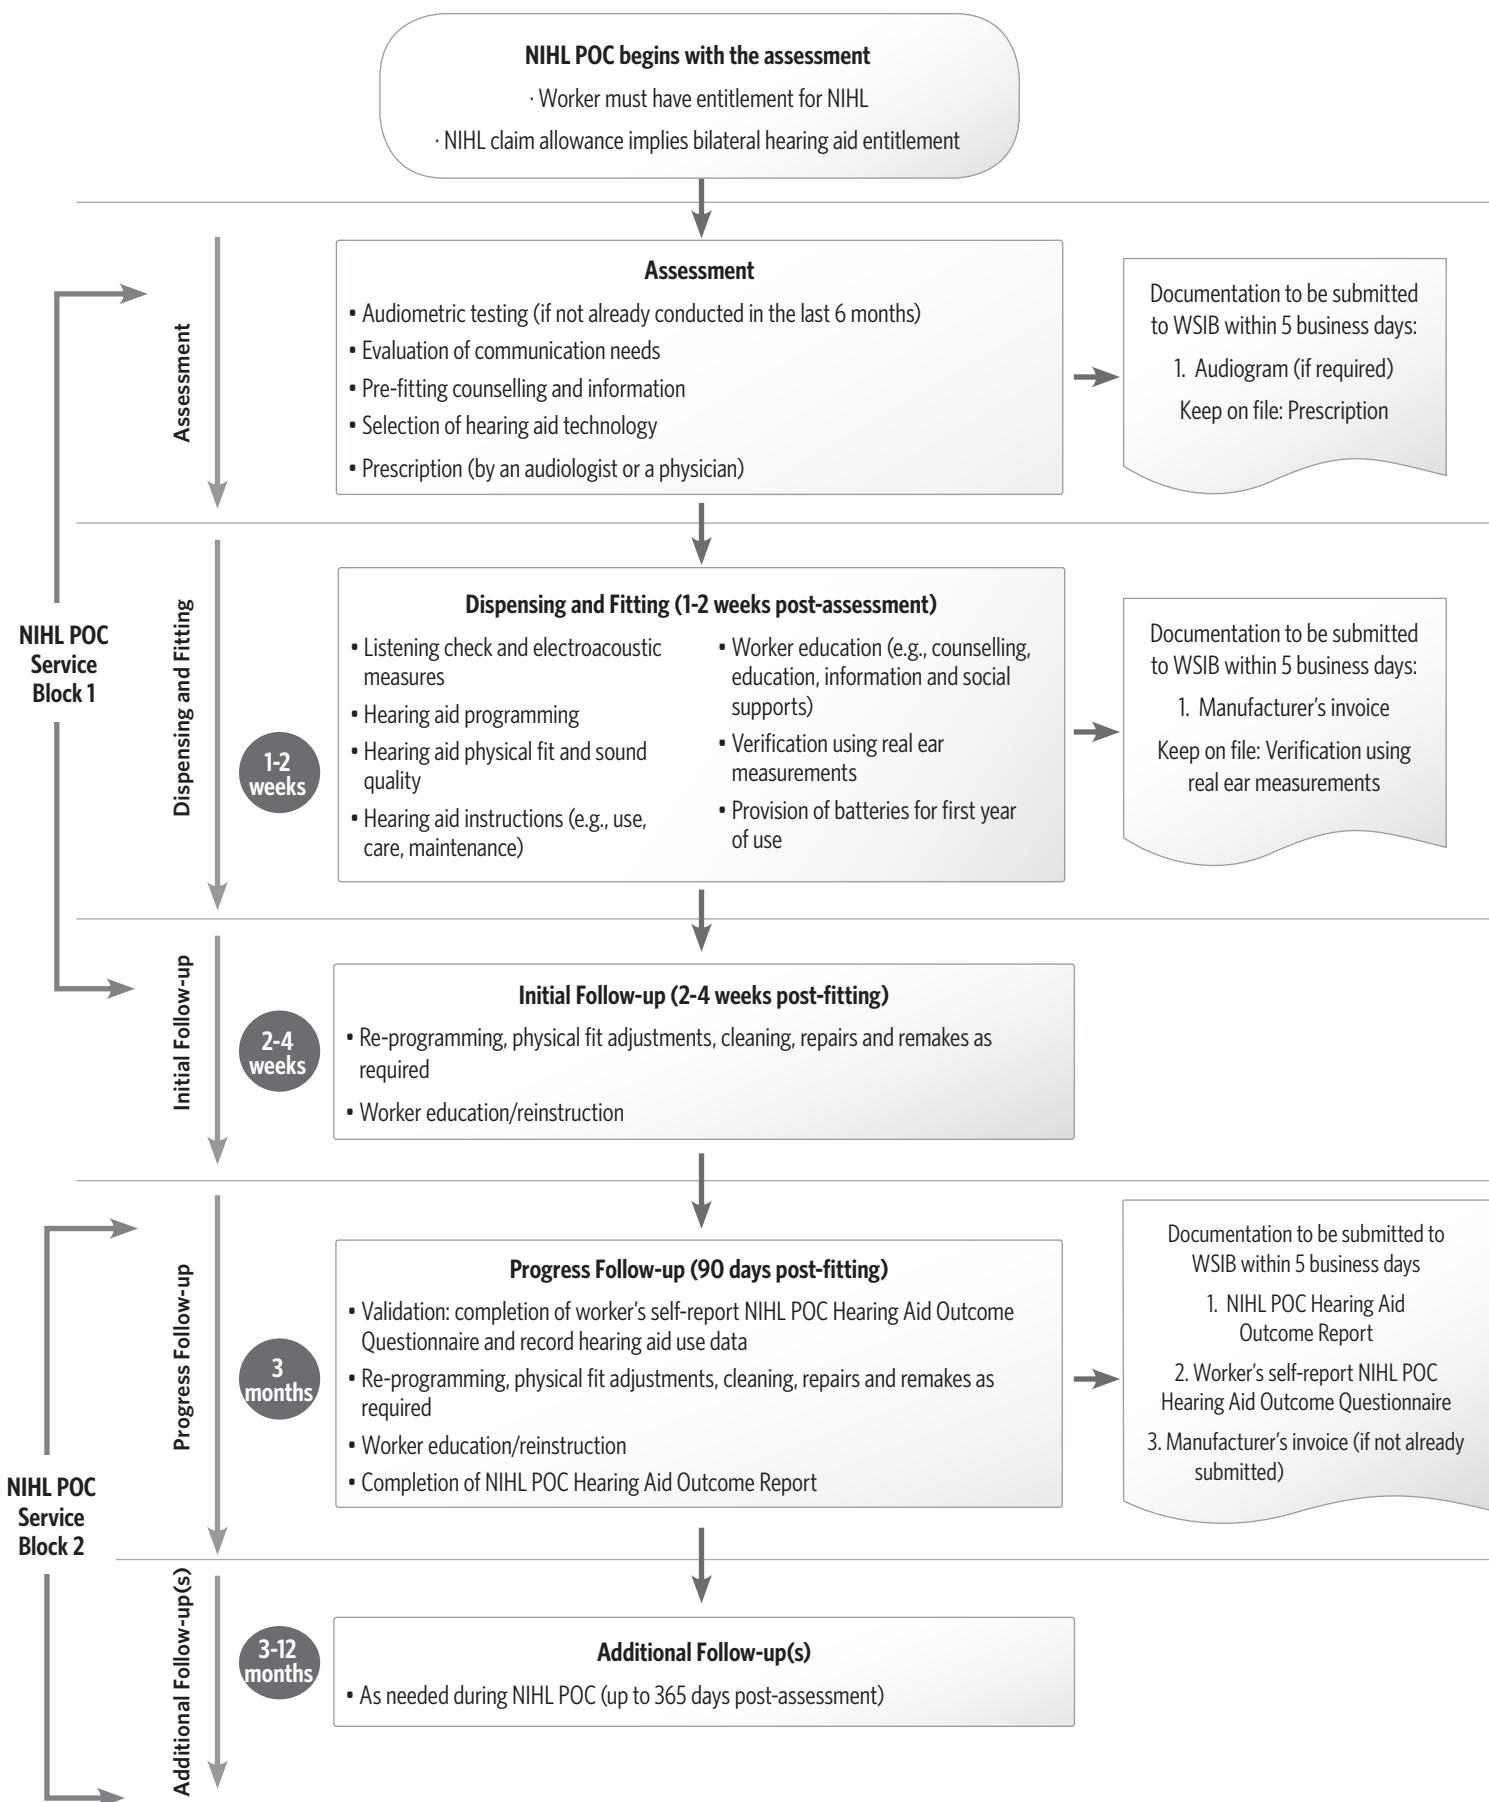 NIHL POC begins with the assessment
· Worker must have entitlement for NIHL
· NIHL claim allowance implies bilateral hearing aid entitlement
NIHL POC
Service
Block 1
Assessment
Assessment
• Audiometric testing (if not already conducted in the last 6 months)
• Evaluation of communication needs
• Pre-fitting counselling and information
• Selection of hearing aid technology
• Prescription (by an audiologist or a physician)
Documentation to be submitted
to WSIB within 5 business days:
1. Audiogram (if required)
Keep on file: Prescription
Dispensing and Fitting
1-2
weeks
Dispensing and Fitting (1-2 weeks post-assessment)
• Listening check and electroacoustic
measures
• Hearing aid programming
• Hearing aid physical fit and sound
quality
• Hearing aid instructions (e.g., use,
care, maintenance)
• Worker education (e.g., counselling,
education, information and social
supports)
• Verification using real ear
measurements
• Provision of batteries for first year
of use
Documentation to be submitted
to WSIB within 5 business days:
1. Manufacturer's invoice
Keep on file: Verification using
real ear measurements
Initial Follow-up
2-4
weeks
Initial Follow-up (2-4 weeks post-fitting)
• Re-programming, physical fit adjustments, cleaning, repairs and remakes as
required
• Worker education/reinstruction
NIHL POC
Service
Block 2
Progress Follow-up
3
months
Progress Follow-up (90 days post-fitting)
• Validation: completion of worker's self-report NIHL POC Hearing Aid Outcome
Questionnaire and record hearing aid use data
• Re-programming, physical fit adjustments, cleaning, repairs and remakes as
required
• Worker education/reinstruction
• Completion of NIHL POC Hearing Aid Outcome Report
Documentation to be submitted to
WSIB within 5 business days
1. NIHL POC Hearing Aid
Outcome Report
2. Worker's self-report NIHL POC
Hearing Aid Outcome Questionnaire
3. Manufacturer's invoice (if not already
submitted)
Additional Follow-up(s)
3-12
months
Additional Follow-up(s)
• As needed during NIHL POC (up to 365 days post-assessment)